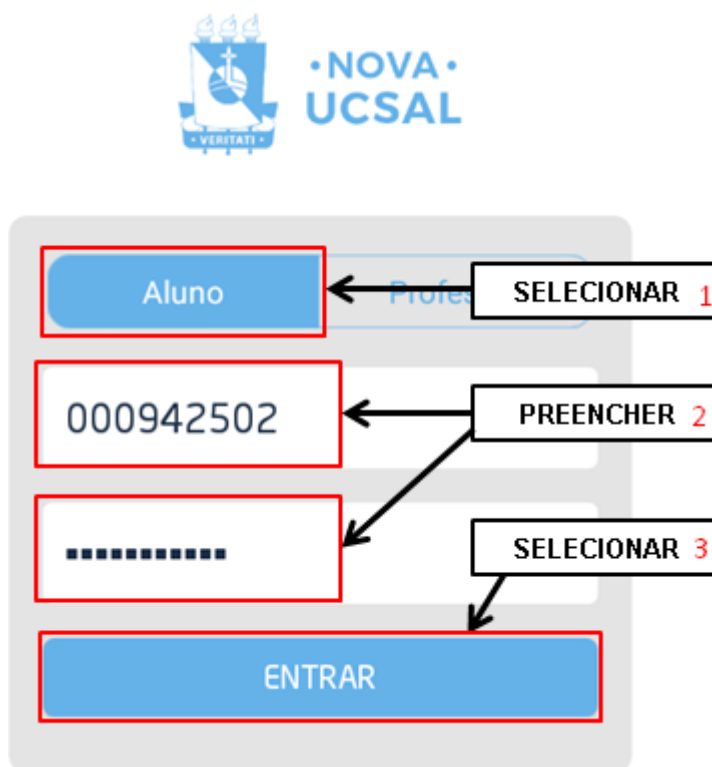 • NOVA •
UCSAL
• VERITATI •
Aluno
Profes
SELECIONAR 1
000942502
PREENCHER 2
SELECIONAR 3
ENTRAR